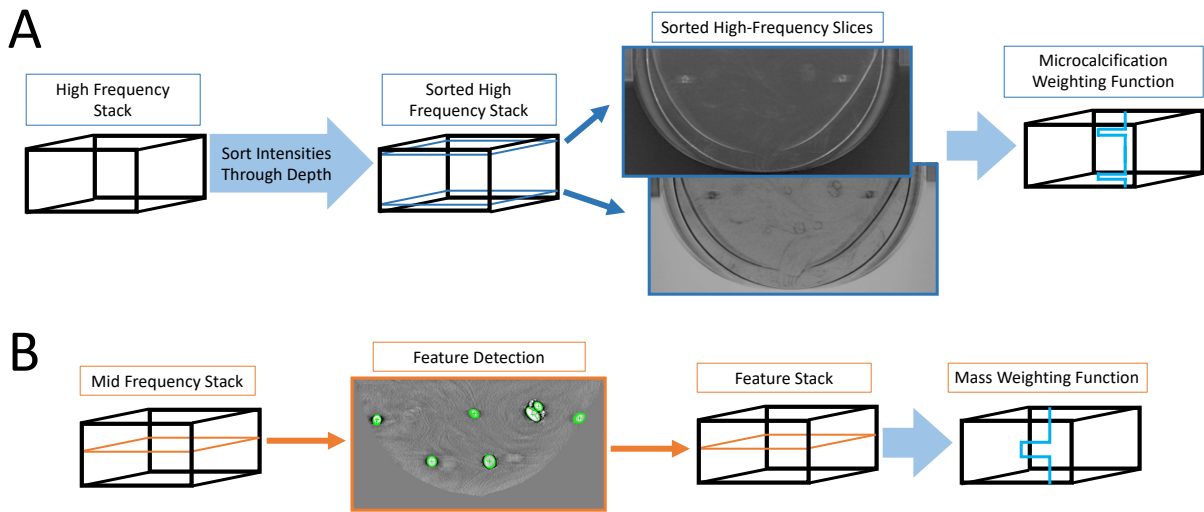 A
High Frequency
Stack
Sort Intensities
Through Depth
Sorted High
Frequency Stack
Sorted High-Frequency Slices
Microcalcification
Weighting Function
B
Mid Frequency Stack
Feature Detection
Feature Stack
Mass Weighting Function